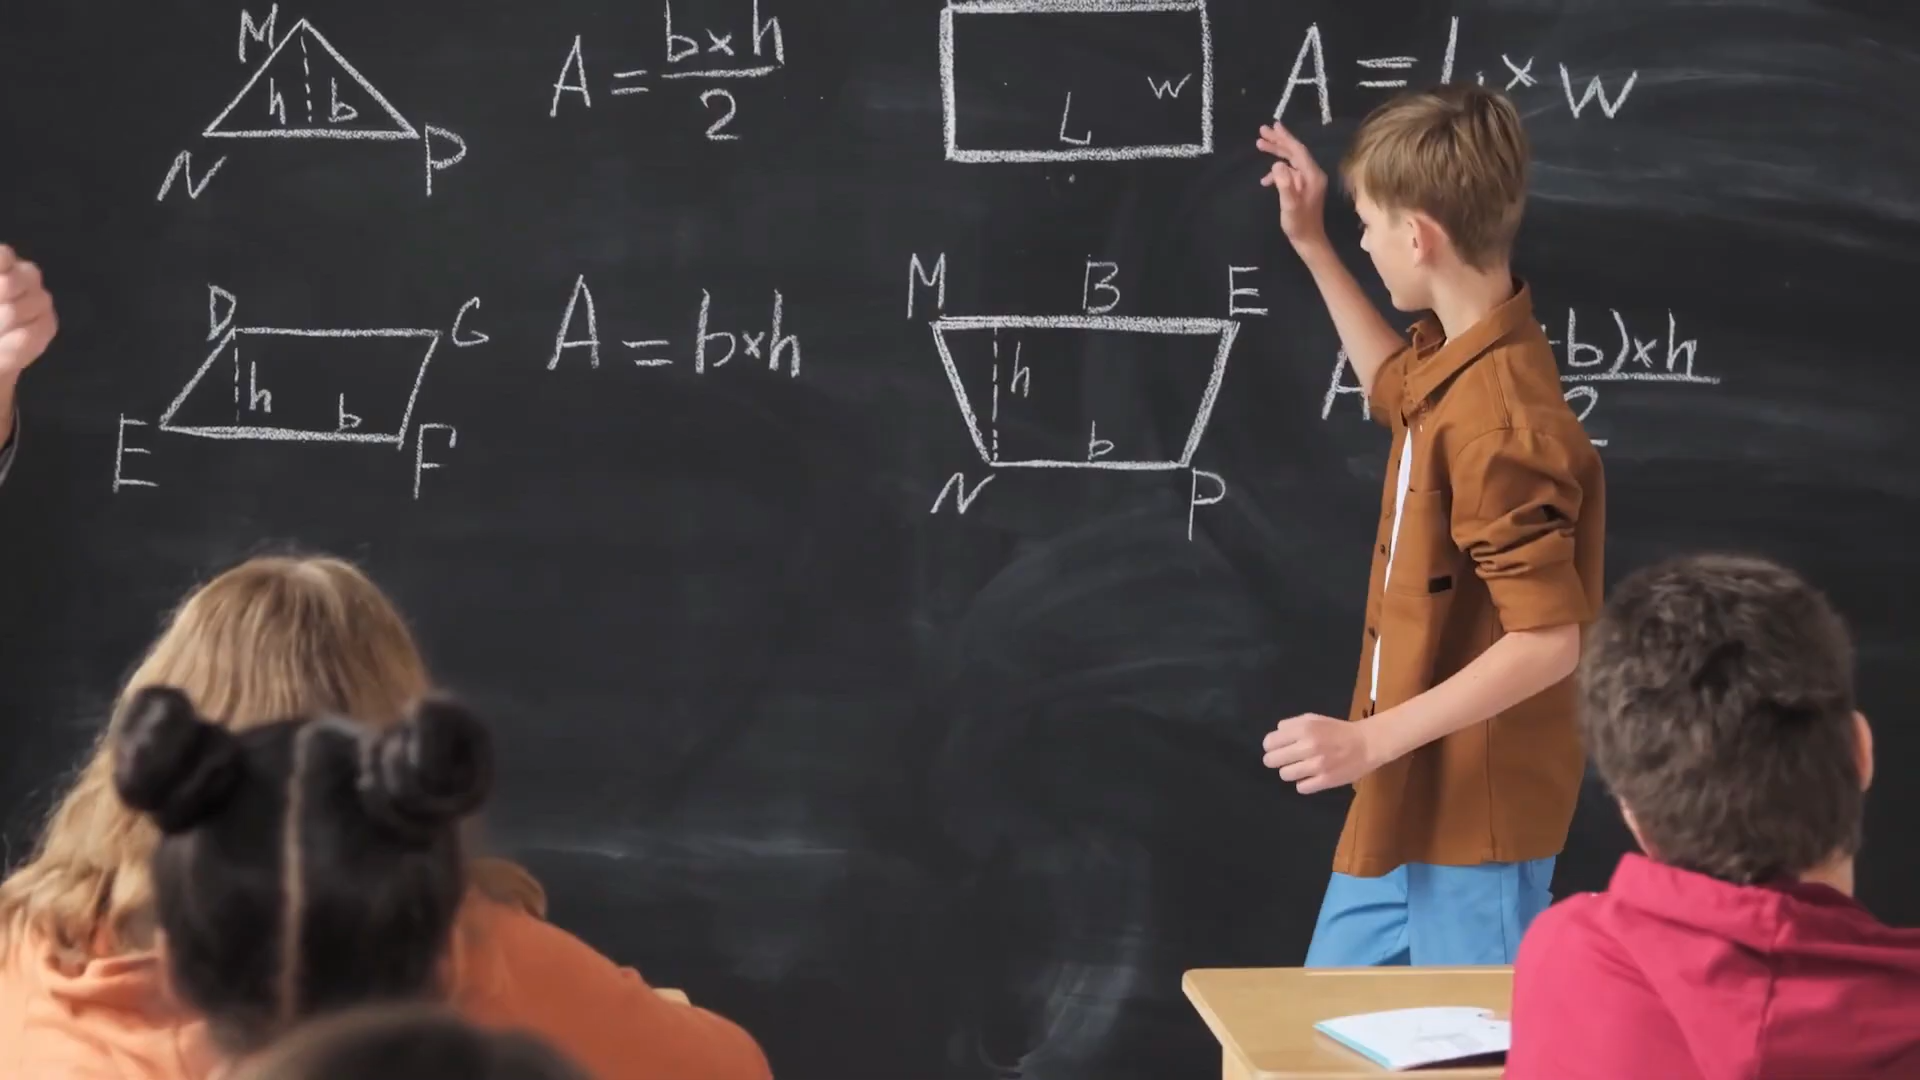 M
h b
N P
A = b×h
2
w
L
A = L × w
D G
h b
E F
A = b×h
M B E
h
b
N P
A b)×h
2